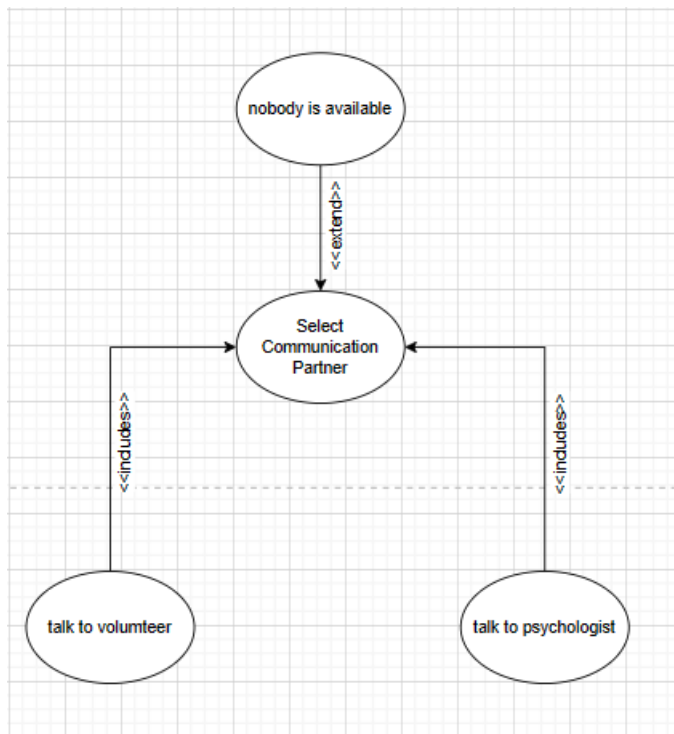 nobody is available
<<extend>>
Select
Communication
Partner
<<includes>>
<<includes>>
talk to volumteer
talk to psychologist